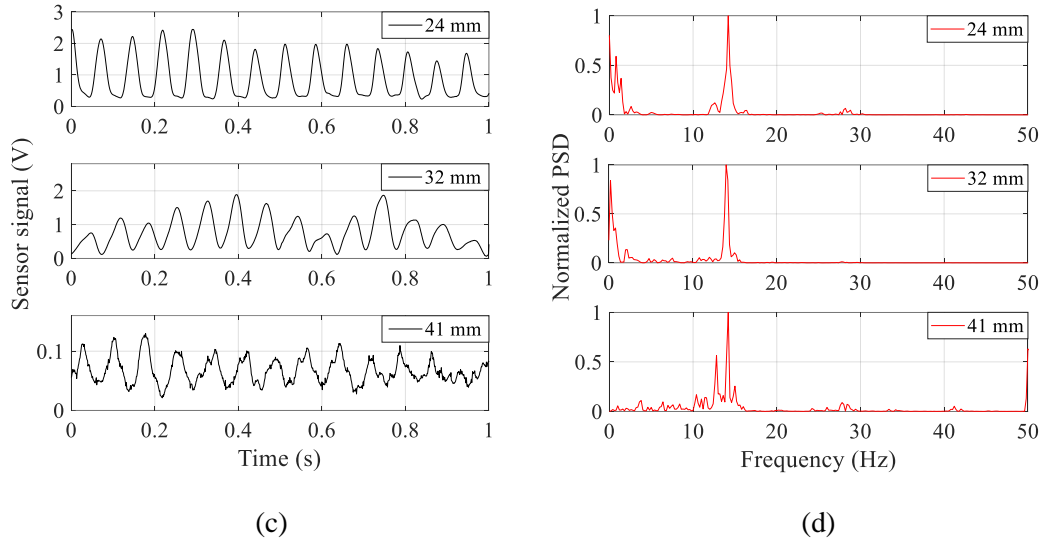 3
2
1
0
24 mm
0 0.2 0.4 0.6 0.8 1
Sensor signal (V)
2
1
0
32 mm
0 0.2 0.4 0.6 0.8 1
0.1
0
41 mm
0 0.2 0.4 0.6 0.8 1
Time (s)
(c)
1
0.5
0
24 mm
0 10 20 30 40 50
Normalized PSD
1
0.5
0
32 mm
0 10 20 30 40 50
1
0.5
0
41 mm
0 10 20 30 40 50
Frequency (Hz)
(d)